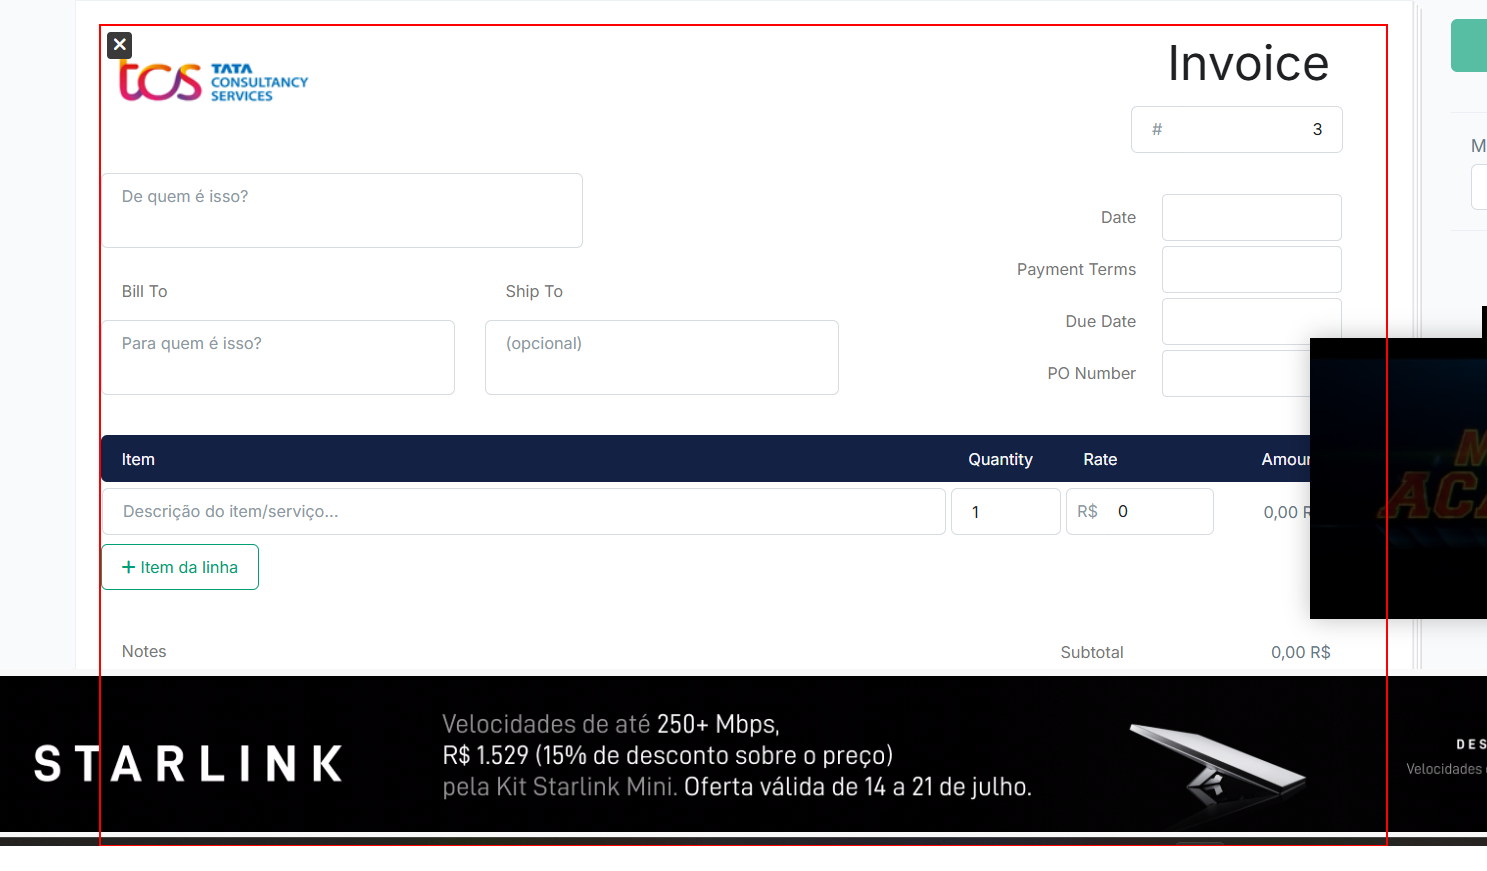 tcs TATA
CONSULTANCY
SERVICES
Invoice
# 3
De quem é isso?
Date
Payment Terms
Bill To
Ship To
Due Date
Para quem é isso?
(opcional)
PO Number
Item Quantity Rate
Descrição do item/serviço... 1 R$ 0 0,00
+ Item da linha
Notes
Subtotal 0,00 R$
STARLINK
Velocidades de até 250+ Mbps,
R$ 1.529 (15% de desconto sobre o preço)
pela Kit Starlink Mini. Oferta válida de 14 a 21 de julho.
Velocidades